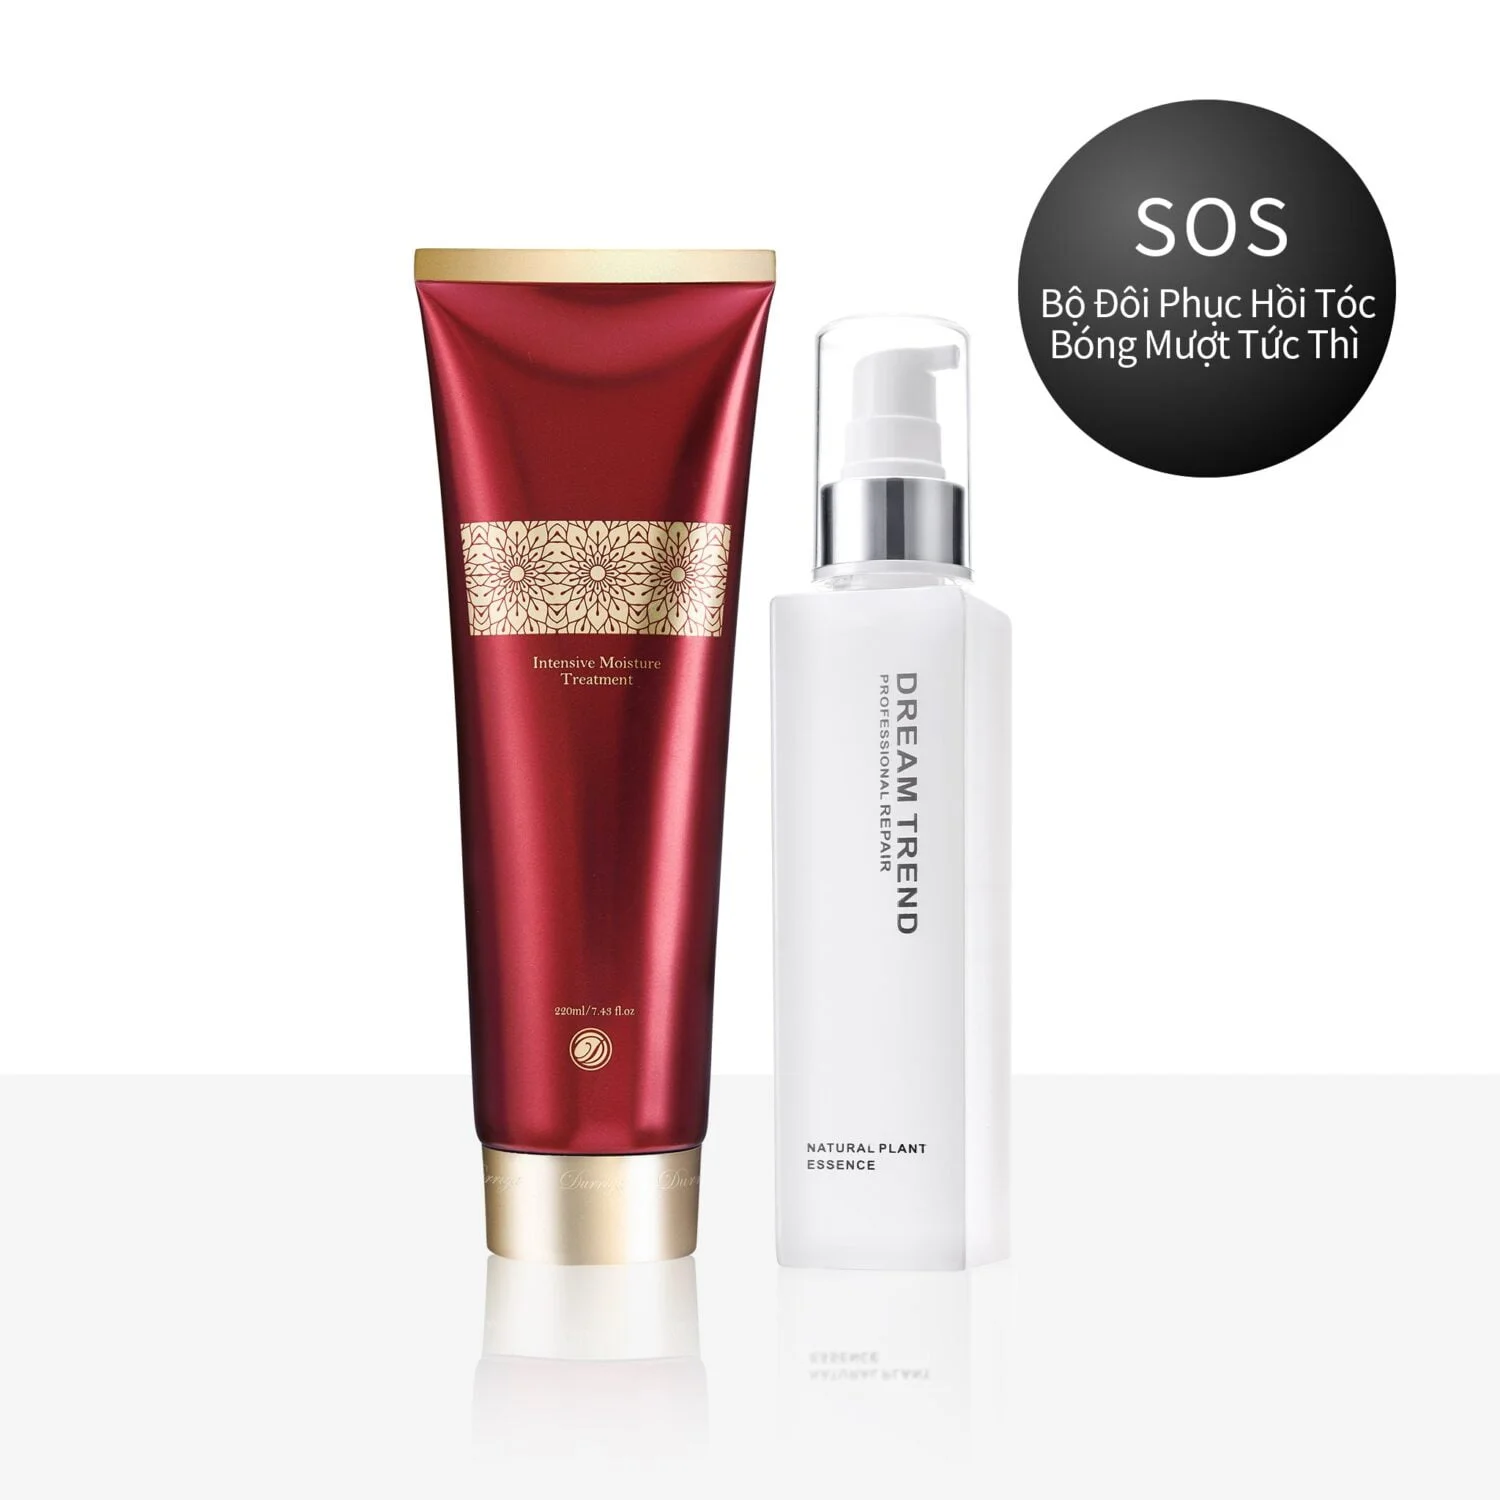 SOS
Bộ Đôi Phục Hồi Tóc
Bóng Mượt Tức Thì
Intensive Moisture
Treatment
220ml/7.43 fl.oz
DREAM TREND
PROFESSIONAL REPAIR
NATURAL PLANT
ESSENCE